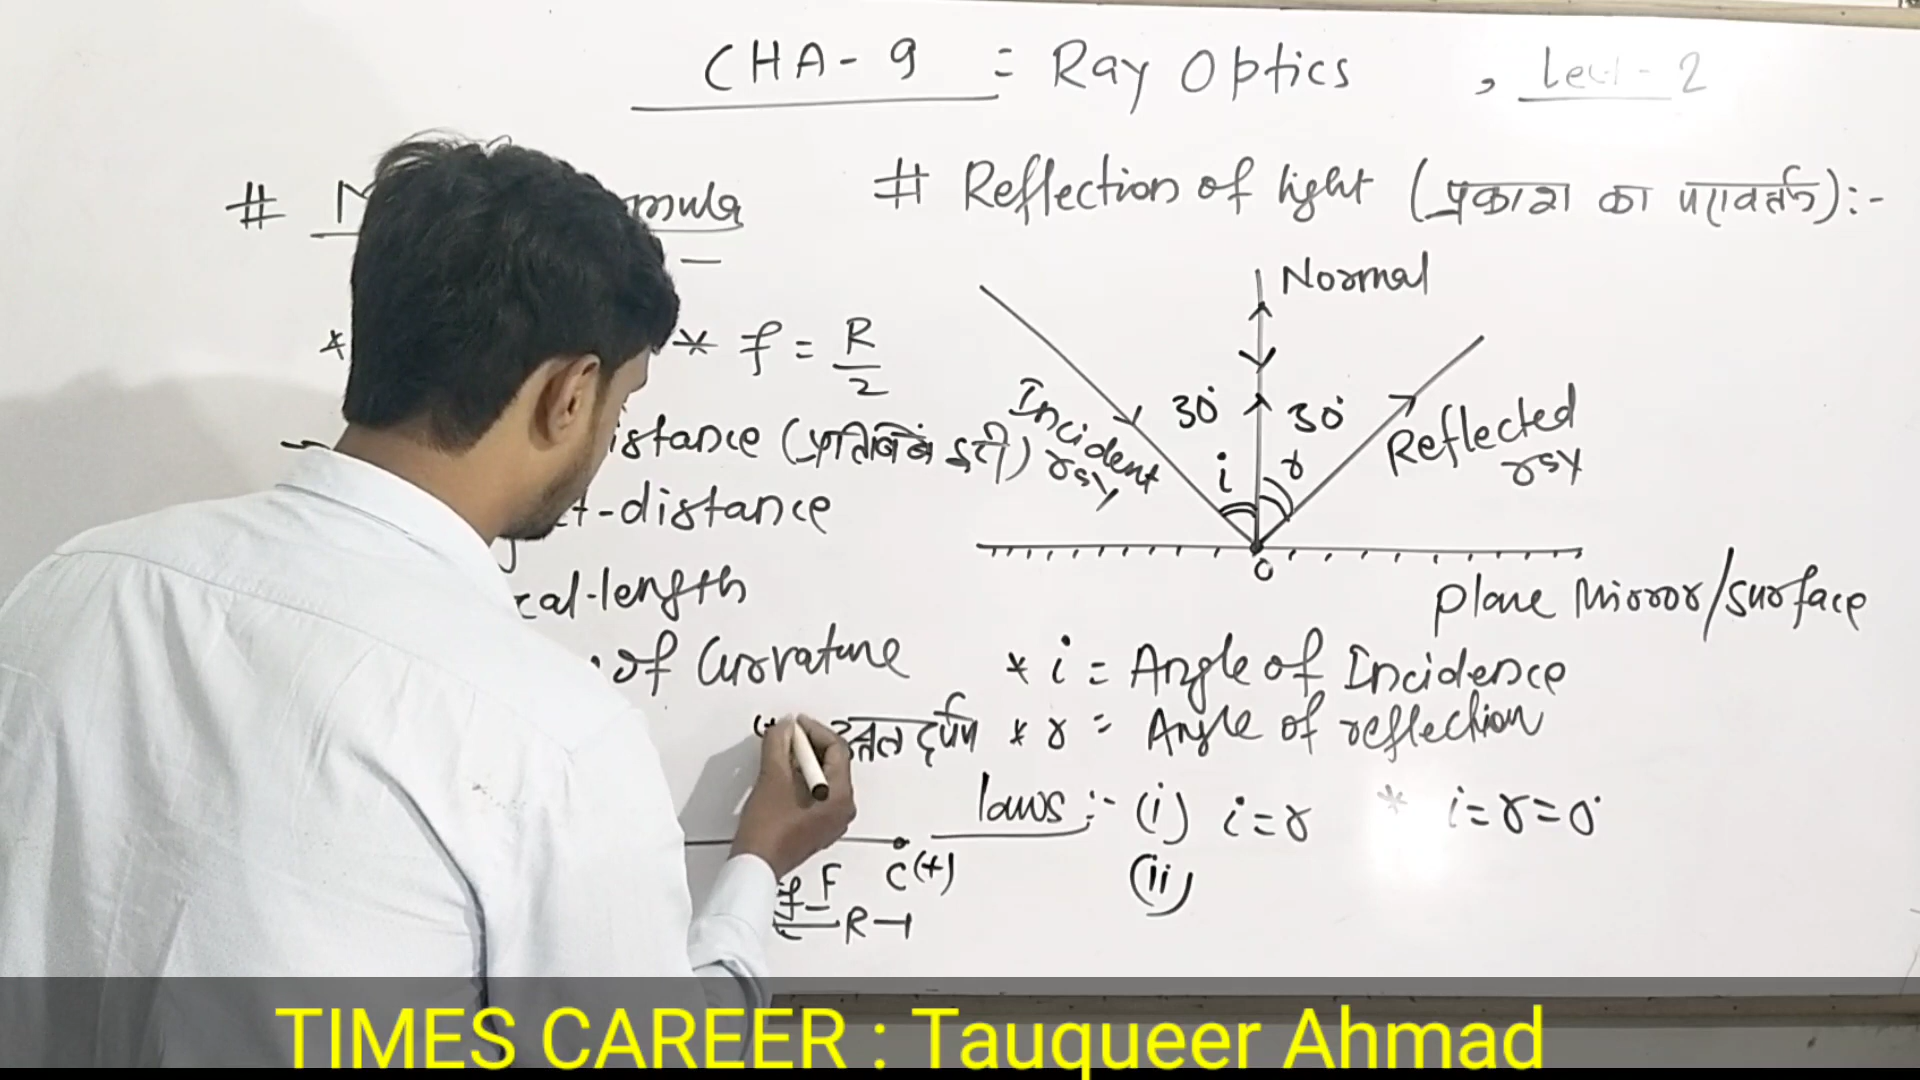 CHA-9 = Ray Optics , Lect-2
# Reflection of light (प्रकाश का परावर्तन):-
* * f = R/2
Normal
Incident ray
30° 30°
i r
Reflected ray
O
Plane Mirror/Surface
istance (प्रतिबिंब दूरी)
-distance
cal-length
of Curvature
दर्पण
* i = Angle of Incidence
* r = Angle of reflection
laws :- (i) i=r * i=r=0°
(ii)
F C(+)
f
R
TIMES CAREER : Tauqueer Ahmad